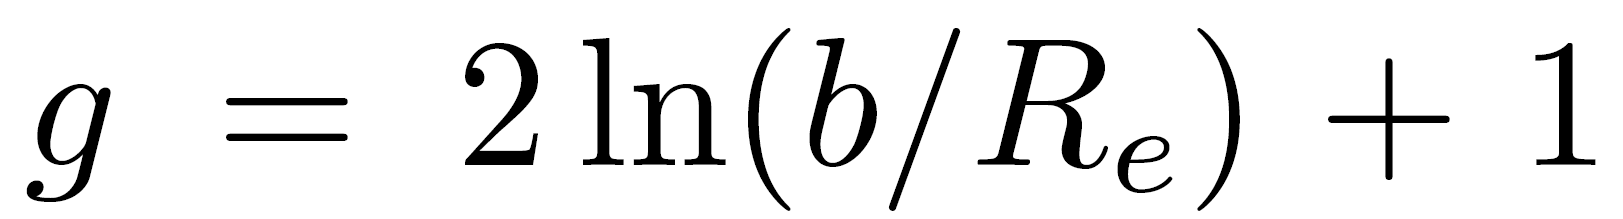 g = 2 ln(b/R_e) + 1